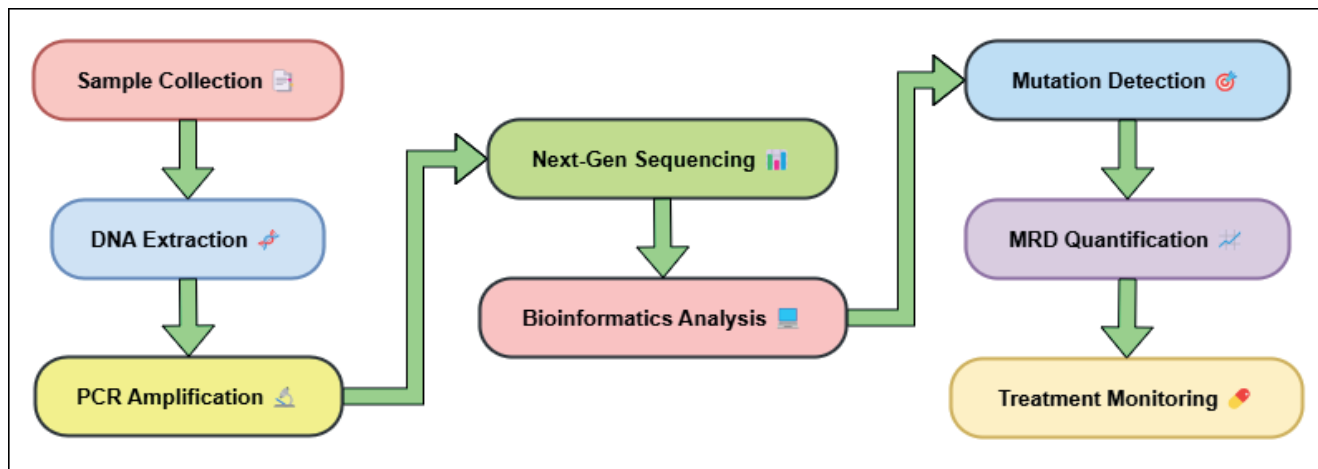 Sample Collection
DNA Extraction
PCR Amplification
Next-Gen Sequencing
Bioinformatics Analysis
Mutation Detection
MRD Quantification
Treatment Monitoring